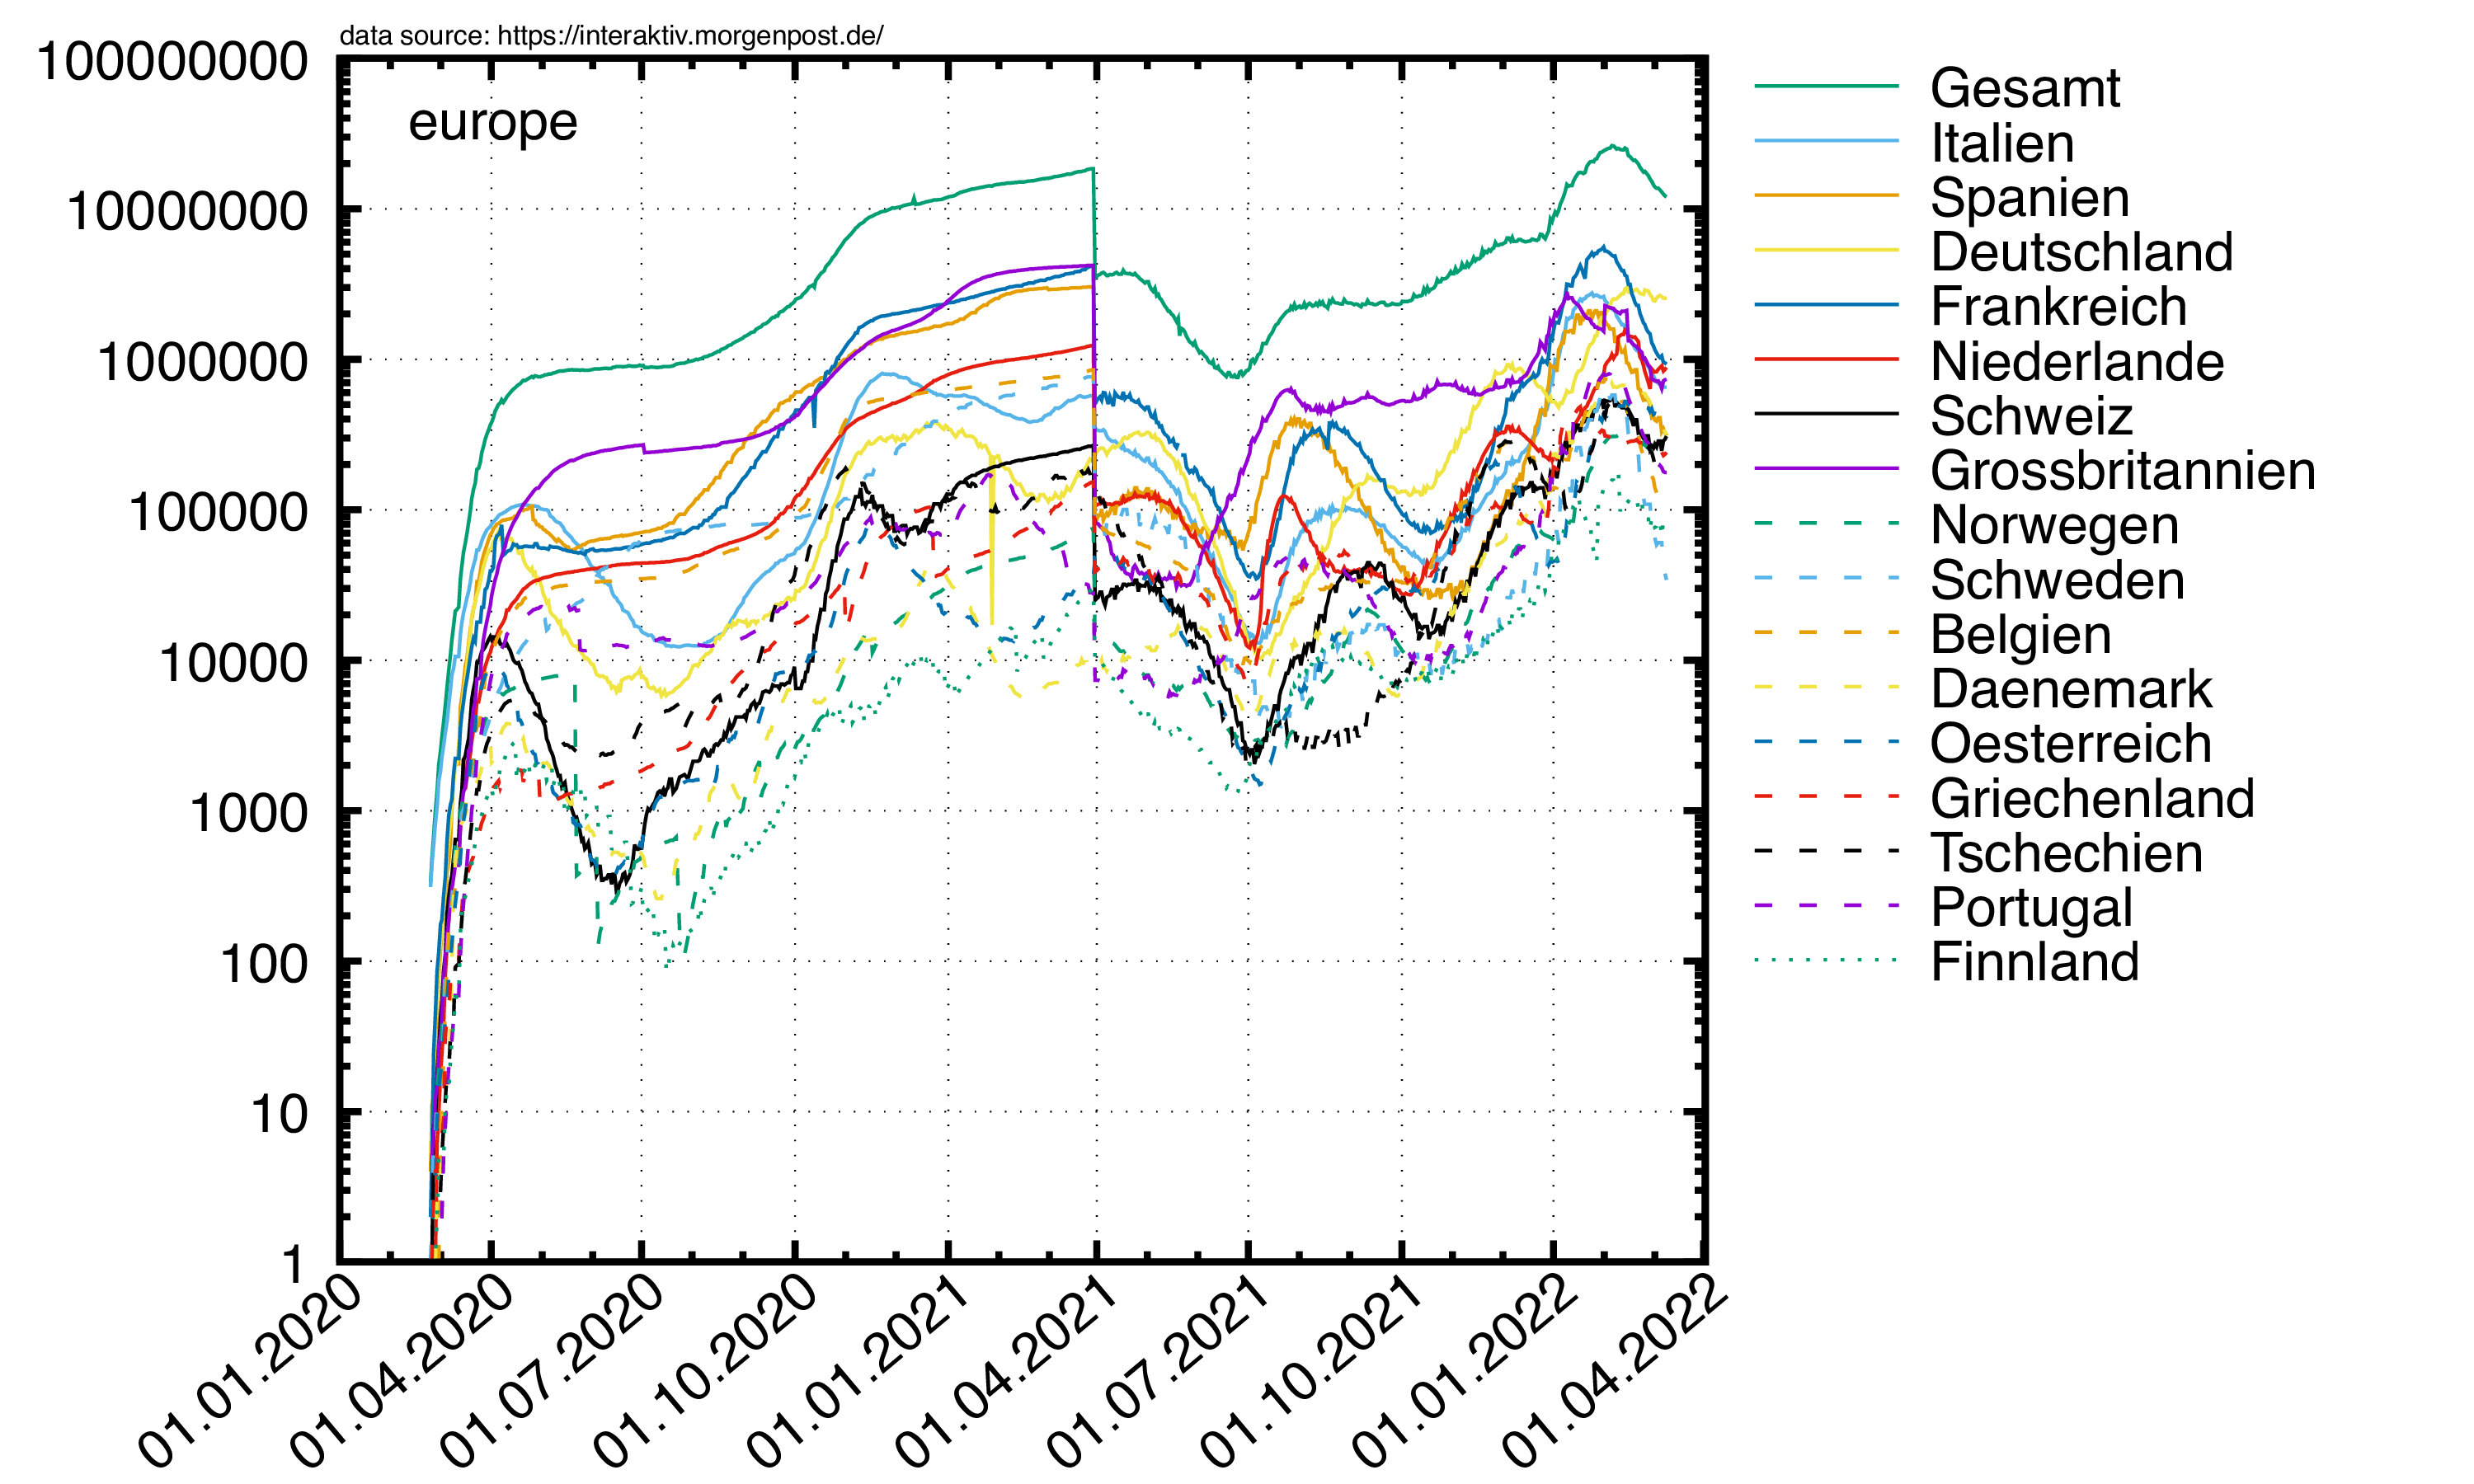 data source: https://interaktiv.morgenpost.de/
europe
100000000
10000000
1000000
100000
10000
1000
100
10
1
01.01.2020
01.04.2020
01.07.2020
01.10.2020
01.01.2021
01.04.2021
01.07.2021
01.10.2021
01.01.2022
01.04.2022
Gesamt
Italien
Spanien
Deutschland
Frankreich
Niederlande
Schweiz
Grossbritannien
Norwegen
Schweden
Belgien
Daenemark
Oesterreich
Griechenland
Tschechien
Portugal
Finnland